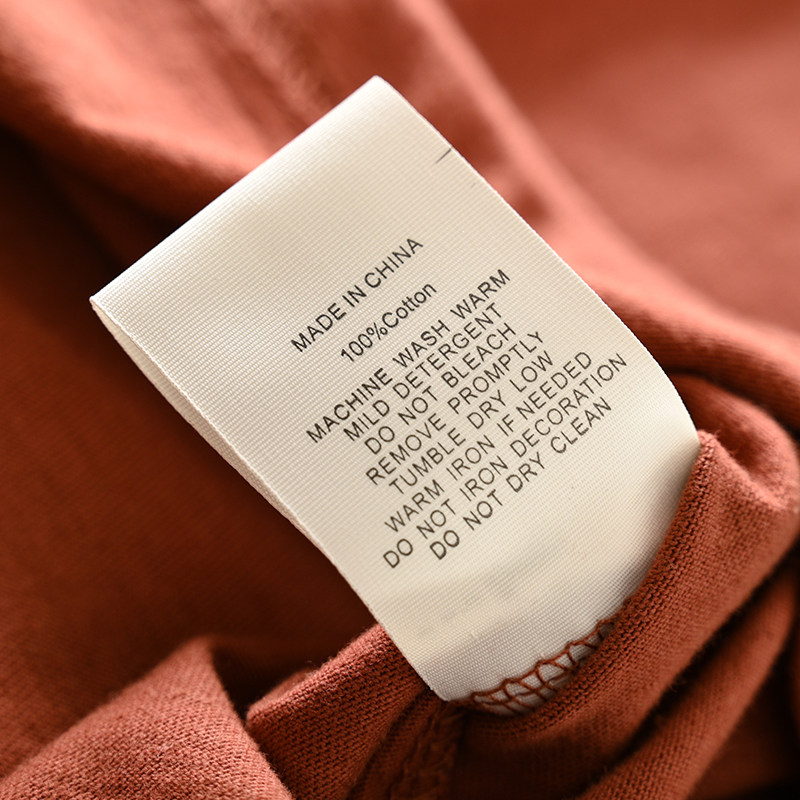 MADE IN CHINA
100%Cotton
MACHINE WASH WARM
MILD DETERGENT
DO NOT BLEACH
REMOVE PROMPTLY
TUMBLE DRY LOW
WARM IRON IF NEEDED
DO NOT IRON DECORATION
DO NOT DRY CLEAN